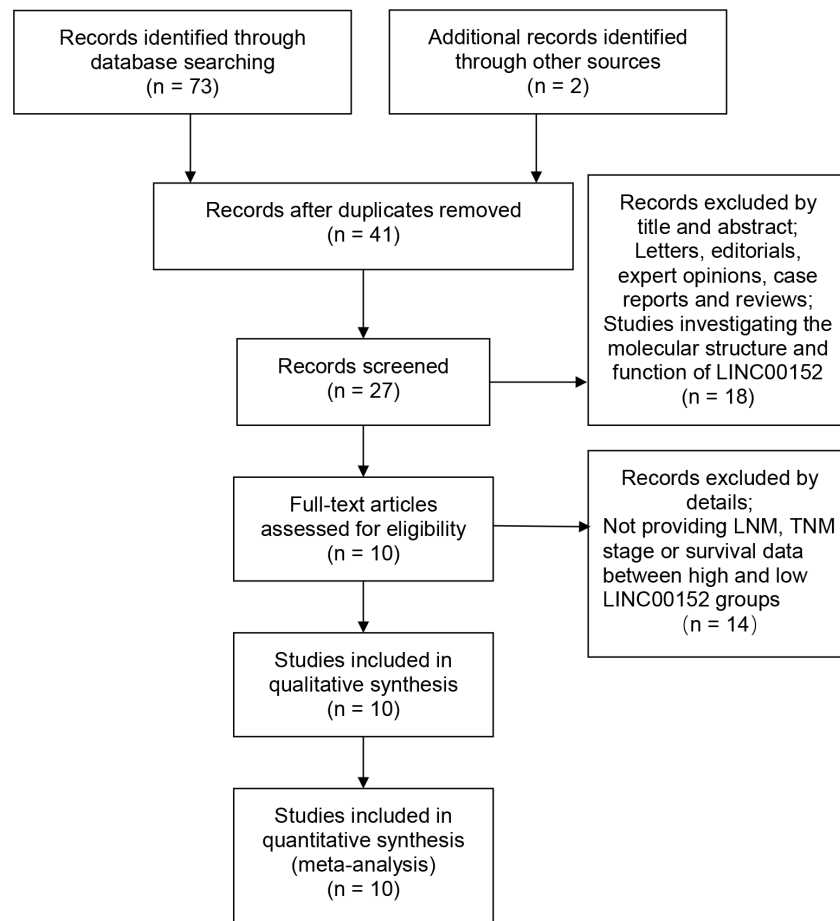 Records identified through
database searching
(n = 73)
Additional records identified
through other sources
(n = 2)
Records after duplicates removed
(n = 41)
Records excluded by
title and abstract;
Letters, editorials,
expert opinions, case
reports and reviews;
Studies investigating the
molecular structure and
function of LINC00152
(n = 18)
Records screened
(n = 27)
Full-text articles
assessed for eligibility
(n = 10)
Records excluded by
details;
Not providing LNM, TNM
stage or survival data
between high and low
LINC00152 groups
(n = 14)
Studies included in
qualitative synthesis
(n = 10)
Studies included in
quantitative synthesis
(meta-analysis)
(n = 10)